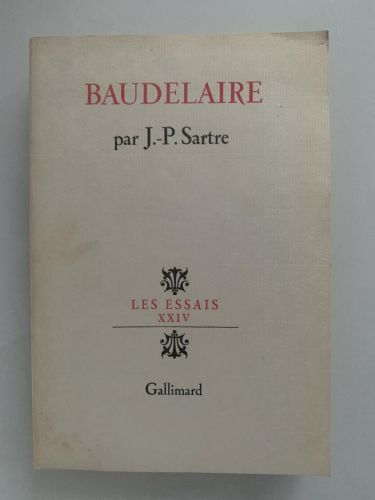 BAUDELAIRE
par J.-P. Sartre
LES ESSAIS
XXIV
Gallimard